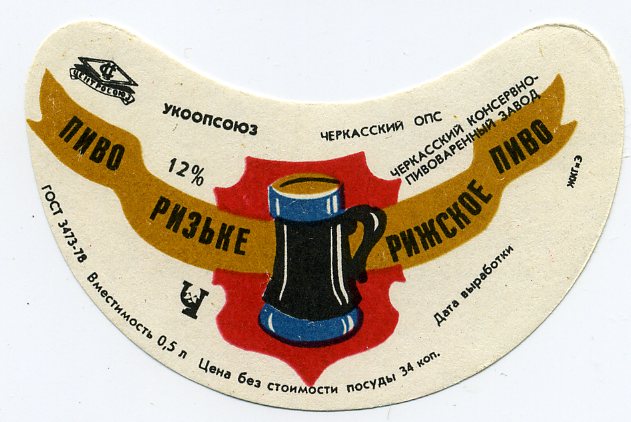 ЦЕНТРОСОЮЗ
УКООПСОЮЗ
ЧЕРКАССКИЙ ОПС
ЧЕРКАССКИЙ КОНСЕРВНО-
ПИВОВАРЕННЫЙ ЗАВОД
ПИВО
РИЗЬКЕ
12%
РИЖСКОЕ
ПИВО
ЖКГиЗ
Дата выработки
ГОСТ 3473-78 Вместимость 0,5 л Цена без стоимости посуды 34 коп.